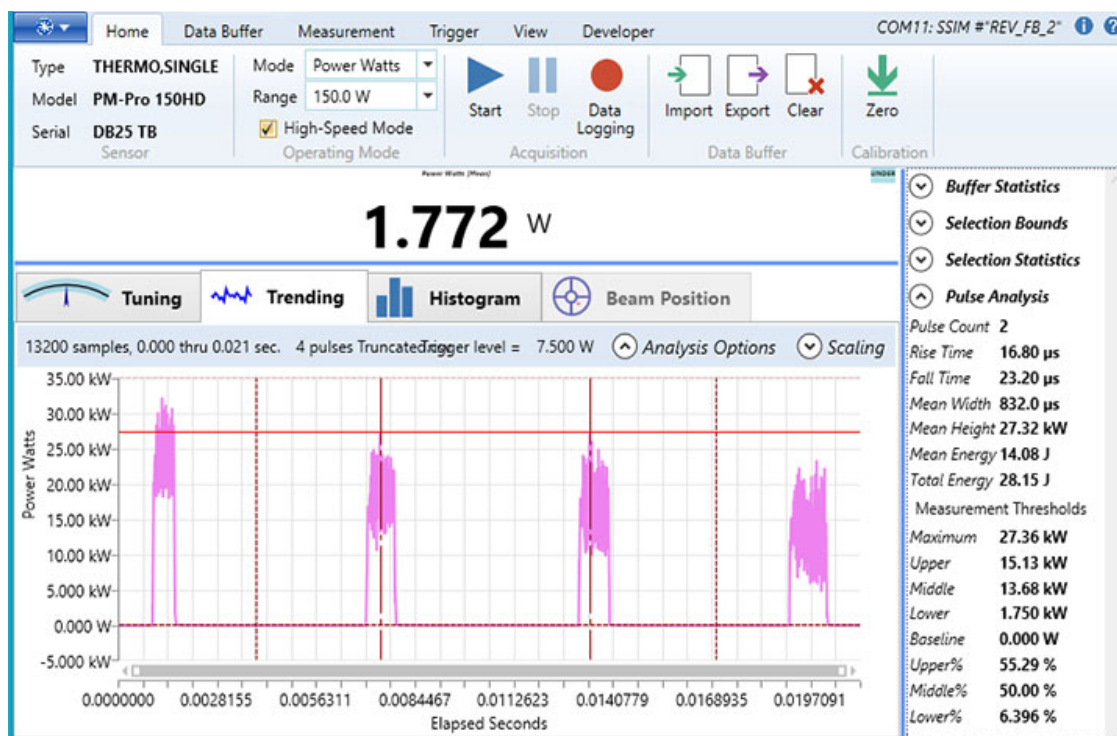 Home Data Buffer Measurement Trigger View Developer COM11: SSIM #"REV_FB_2"
Type THERMO,SINGLE
Model PM-Pro 150HD
Serial DB25 TB
Sensor
Mode Power Watts
Range 150.0 W
High-Speed Mode
Operating Mode
Start Stop Data Logging
Acquisition
Import Export Clear
Data Buffer
Zero
Calibration
Power Watts [Mean]
UNDER
1.772 W
Tuning Trending Histogram Beam Position
13200 samples, 0.000 thru 0.021 sec. 4 pulses Truncated Trigger level = 7.500 W Analysis Options Scaling
Power Watts
35.00 kW
30.00 kW
25.00 kW
20.00 kW
15.00 kW
10.00 kW
5.000 kW
0.000 W
-5.000 kW
0.0000000 0.0028155 0.0056311 0.0084467 0.0112623 0.0140779 0.0168935 0.0197091
Elapsed Seconds
Buffer Statistics
Selection Bounds
Selection Statistics
Pulse Analysis
Pulse Count 2
Rise Time 16.80 µs
Fall Time 23.20 µs
Mean Width 832.0 µs
Mean Height 27.32 kW
Mean Energy 14.08 J
Total Energy 28.15 J
Measurement Thresholds
Maximum 27.36 kW
Upper 15.13 kW
Middle 13.68 kW
Lower 1.750 kW
Baseline 0.000 W
Upper% 55.29 %
Middle% 50.00 %
Lower% 6.396 %